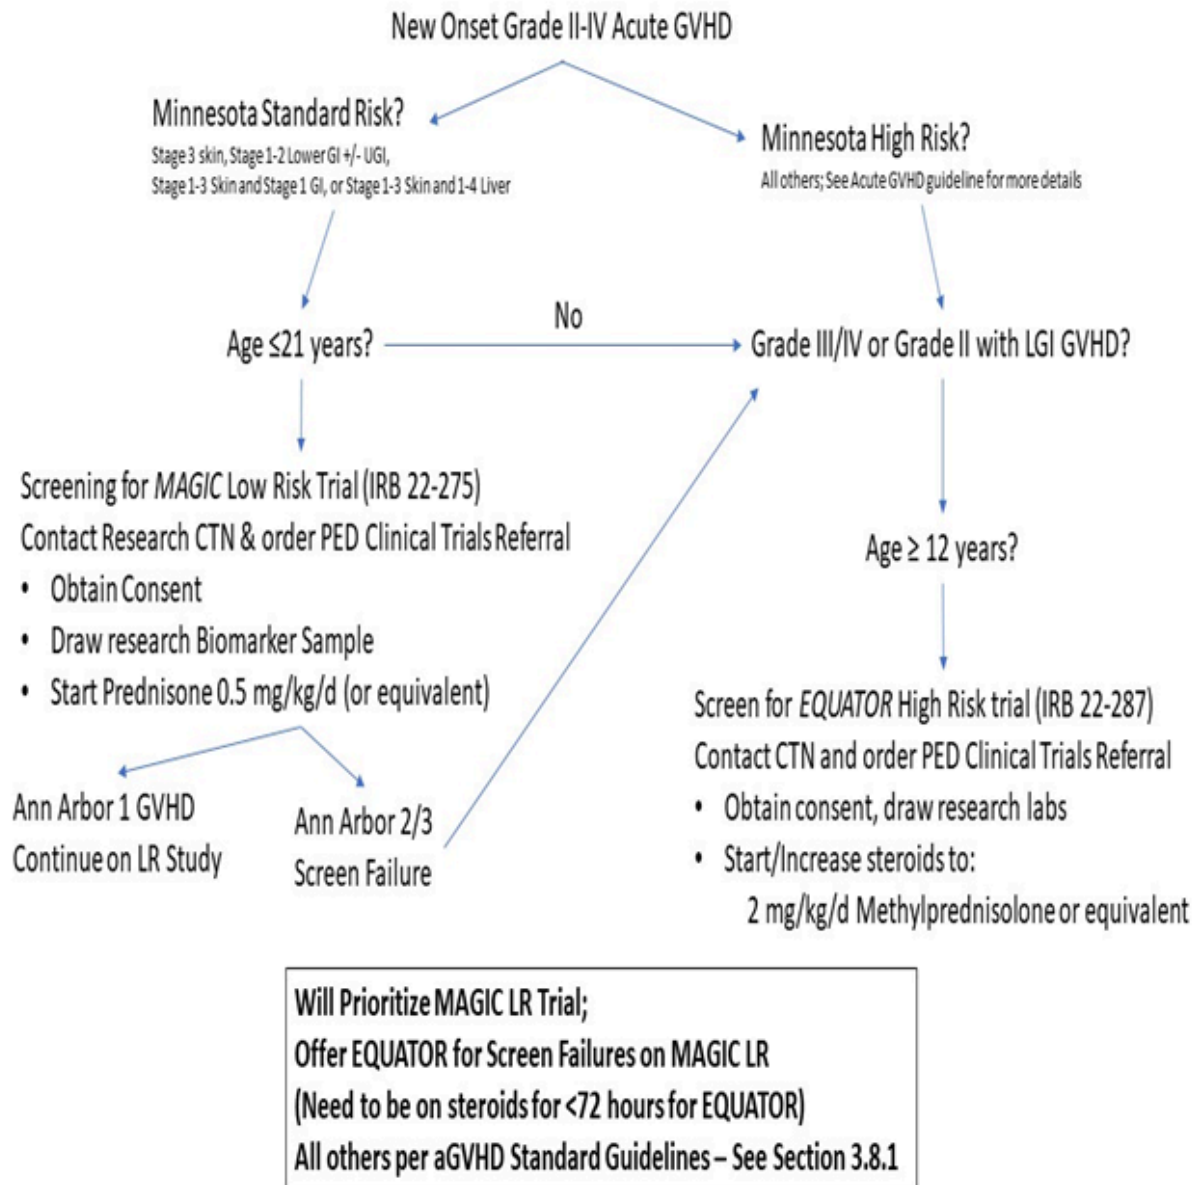 New Onset Grade II-IV Acute GVHD
Minnesota Standard Risk?
Stage 3 skin, Stage 1-2 Lower GI +/- UGI,
Stage 1-3 Skin and Stage 1 GI, or Stage 1-3 Skin and 1-4 Liver
Minnesota High Risk?
All others; See Acute GVHD guideline for more details
Age ≤21 years?
No
Grade III/IV or Grade II with LGI GVHD?
Screening for MAGIC Low Risk Trial (IRB 22-275)
Contact Research CTN & order PED Clinical Trials Referral
• Obtain Consent
• Draw research Biomarker Sample
• Start Prednisone 0.5 mg/kg/d (or equivalent)
Ann Arbor 1 GVHD
Continue on LR Study
Ann Arbor 2/3
Screen Failure
Age ≥ 12 years?
Screen for EQUATOR High Risk trial (IRB 22-287)
Contact CTN and order PED Clinical Trials Referral
• Obtain consent, draw research labs
• Start/Increase steroids to:
2 mg/kg/d Methylprednisolone or equivalent
Will Prioritize MAGIC LR Trial;
Offer EQUATOR for Screen Failures on MAGIC LR
(Need to be on steroids for <72 hours for EQUATOR)
All others per aGVHD Standard Guidelines – See Section 3.8.1